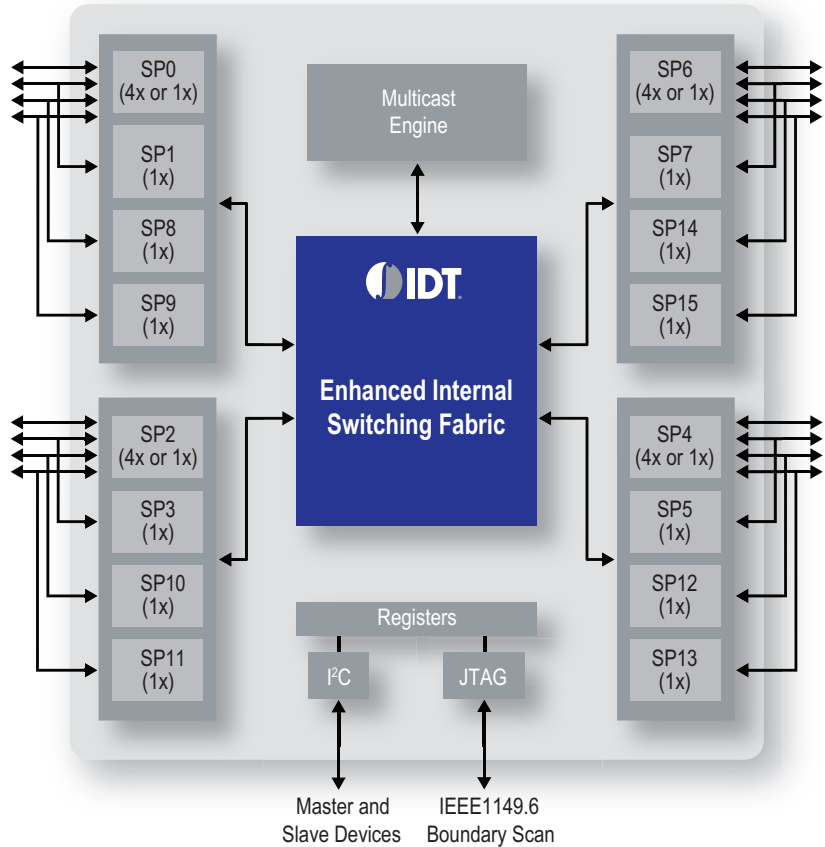 SP0
(4x or 1x)
SP1
(1x)
SP8
(1x)
SP9
(1x)
SP2
(4x or 1x)
SP3
(1x)
SP10
(1x)
SP11
(1x)
Multicast
Engine
IDT
Enhanced Internal
Switching Fabric
Registers
I²C
JTAG
Master and
Slave Devices
IEEE1149.6
Boundary Scan
SP6
(4x or 1x)
SP7
(1x)
SP14
(1x)
SP15
(1x)
SP4
(4x or 1x)
SP5
(1x)
SP12
(1x)
SP13
(1x)